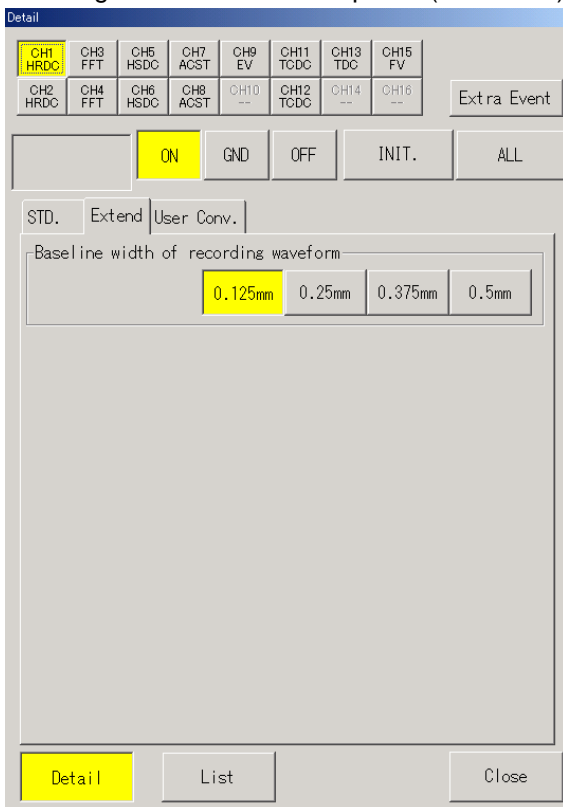 Detail
CH1 HRDC CH3 FFT CH5 HSDC CH7 ACST CH9 EV CH11 TCDC CH13 TDC CH15 FV
CH2 HRDC CH4 FFT CH6 HSDC CH8 ACST CH10 -- CH12 TCDC CH14 -- CH16 --
Extra Event
ON GND OFF INIT. ALL
STD. Extend User Conv.
Baseline width of recording waveform
0.125mm 0.25mm 0.375mm 0.5mm
Detail List Close